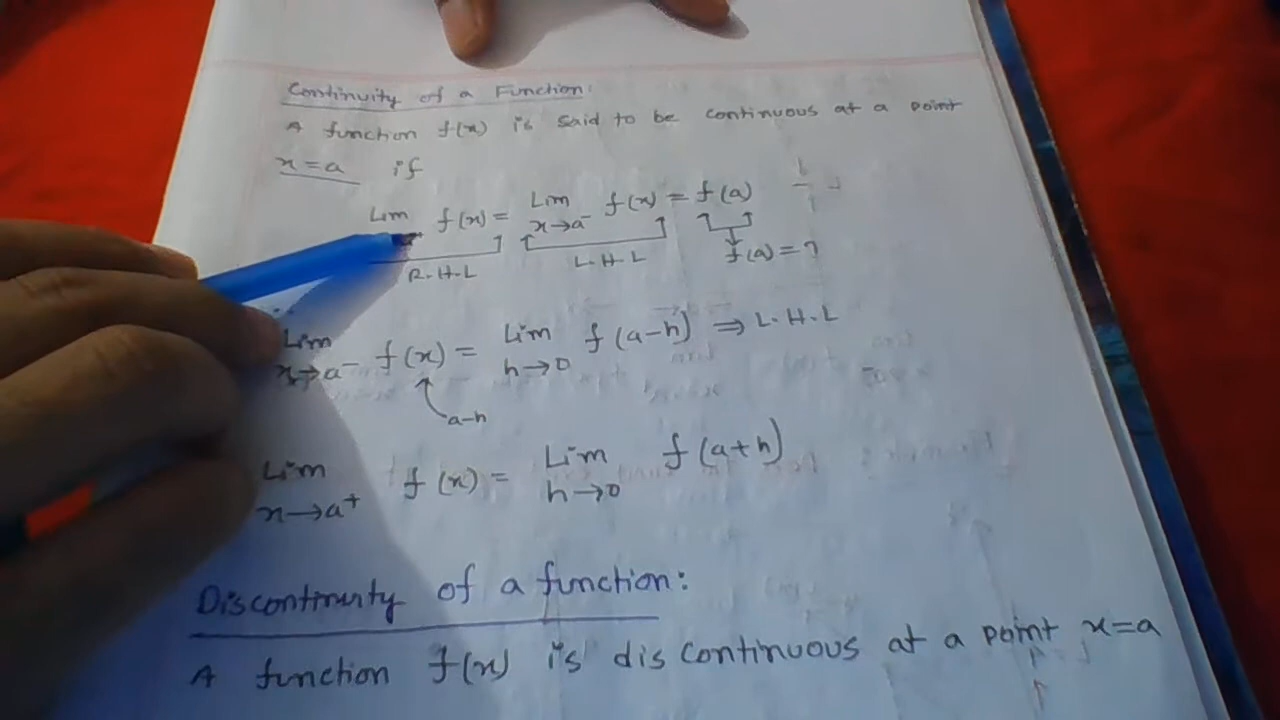 Continuity of a Function:
A function f(x) is said to be continuous at a point
x=a if
Lim f(x) = Lim x→a⁻ f(x) = f(a)
R.H.L L.H.L f(a) = ?
Lim x→a⁻ f(x) = Lim h→0 f(a-h) ⇒ L.H.L
a-h
Lim x→a⁺ f(x) = Lim h→0 f(a+h)
Discontinuity of a function:
A function f(x) is discontinuous at a point x=a